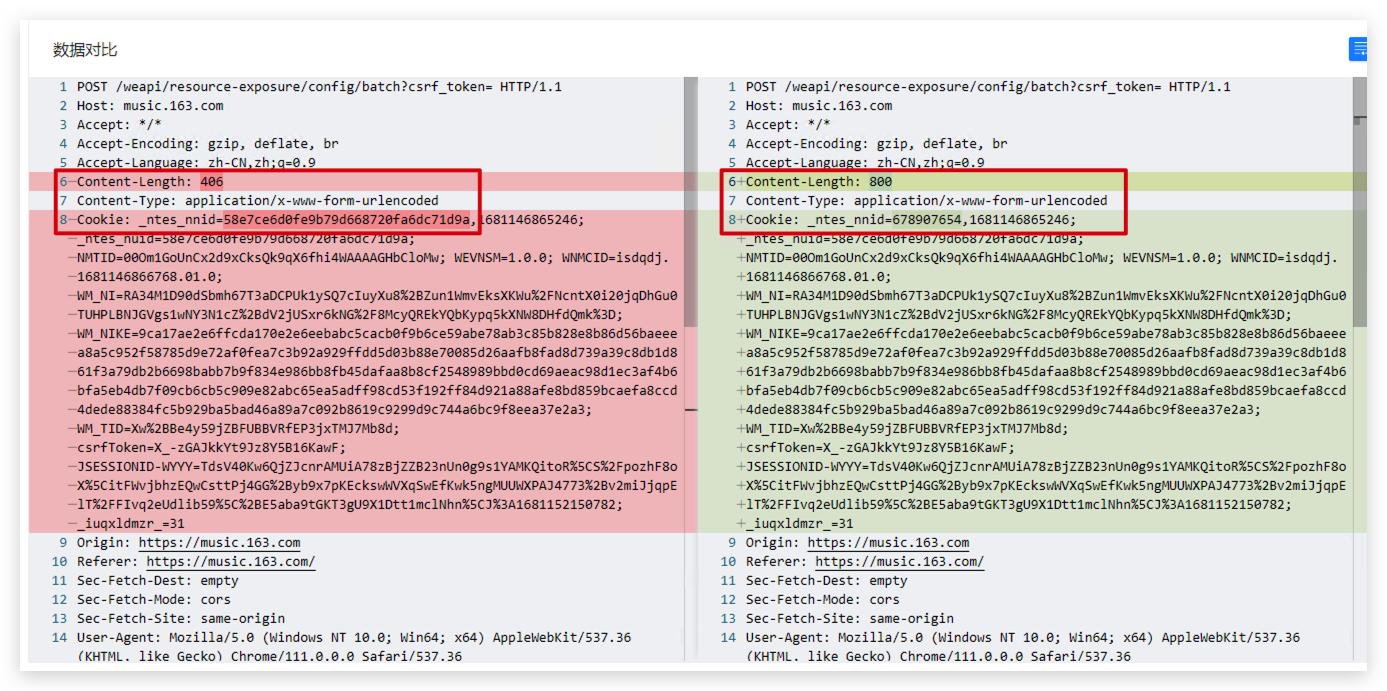 数据对比
1 POST /weapi/resource-exposure/config/batch?csrf_token= HTTP/1.1
2 Host: music.163.com
3 Accept: */*
4 Accept-Encoding: gzip, deflate, br
5 Accept-Language: zh-CN,zh;q=0.9
6−Content-Length: 406
7 Content-Type: application/x-www-form-urlencoded
8−Cookie: _ntes_nnid=58e7ce6d0fe9b79d668720fa6dc71d9a,1681146865246;
−_ntes_nuid=58e7ce6d0fe9b79d668720fa6dc71d9a;
−NMTID=00Om1GoUnCx2d9xCksQk9qX6fhi4WAAAAGHbCloMw; WEVNSM=1.0.0; WNMCID=isdqdj.
−1681146866768.01.0;
−WM_NI=RA34M1D90dSbmh67T3aDCPUk1ySQ7cIuyXu8%2BZun1WmvEksXKWu%2FNcntX0i20jqDhGu0
−TUHPLBNJGVgs1wNY3N1cZ%2BdV2jUSxr6kNG%2F8McyQREkYQbKypq5kXNW8DHfdQmk%3D;
−WM_NIKE=9ca17ae2e6ffcda170e2e6eebabc5cacb0f9b6ce59abe78ab3c85b828e8b86d56baeee
−a8a5c952f58785d9e72af0fea7c3b92a929ffdd5d03b88e70085d26aafb8fad8d739a39c8db1d8
−61f3a79db2b6698babb7b9f834e986bb8fb45dafaa8b8cf2548989bbd0cd69aeac98d1ec3af4b6
−bfa5eb4db7f09cb6cb5c909e82abc65ea5adff98cd53f192ff84d921a88afe8bd859bcaefa8ccd
−4dede88384fc5b929ba5bad46a89a7c092b8619c9299d9c744a6bc9f8eea37e2a3;
−WM_TID=Xw%2BBe4y59jZBFUBBVRfEP3jxTMJ7Mb8d;
−csrfToken=X_-zGAJkkYt9Jz8Y5B16KawF;
−JSESSIONID-WYYY=TdsV40Kw6QjZJcnrAMUiA78zBjZZB23nUn0g9s1YAMKQitoR%5CS%2FpozhF8o
−X%5CitFWvjbhzEQwCsttPj4GG%2Byb9x7pKEckswWVXqSwEfKwk5ngMUUWXPAJ4773%2Bv2miJjqpE
−lT%2FFIvq2eUdlib59%5C%2BE5aba9tGKT3gU9X1Dtt1mclNhn%5CJ%3A1681152150782;
−_iuqxldmzr_=31
9 Origin: https://music.163.com
10 Referer: https://music.163.com/
11 Sec-Fetch-Dest: empty
12 Sec-Fetch-Mode: cors
13 Sec-Fetch-Site: same-origin
14 User-Agent: Mozilla/5.0 (Windows NT 10.0; Win64; x64) AppleWebKit/537.36
(KHTML, like Gecko) Chrome/111.0.0.0 Safari/537.36
1 POST /weapi/resource-exposure/config/batch?csrf_token= HTTP/1.1
2 Host: music.163.com
3 Accept: */*
4 Accept-Encoding: gzip, deflate, br
5 Accept-Language: zh-CN,zh;q=0.9
6+Content-Length: 800
7 Content-Type: application/x-www-form-urlencoded
8+Cookie: _ntes_nnid=678907654,1681146865246;
+_ntes_nuid=58e7ce6d0fe9b79d668720fa6dc71d9a;
+NMTID=00Om1GoUnCx2d9xCksQk9qX6fhi4WAAAAGHbCloMw; WEVNSM=1.0.0; WNMCID=isdqdj.
+1681146866768.01.0;
+WM_NI=RA34M1D90dSbmh67T3aDCPUk1ySQ7cIuyXu8%2BZun1WmvEksXKWu%2FNcntX0i20jqDhGu0
+TUHPLBNJGVgs1wNY3N1cZ%2BdV2jUSxr6kNG%2F8McyQREkYQbKypq5kXNW8DHfdQmk%3D;
+WM_NIKE=9ca17ae2e6ffcda170e2e6eebabc5cacb0f9b6ce59abe78ab3c85b828e8b86d56baeee
+a8a5c952f58785d9e72af0fea7c3b92a929ffdd5d03b88e70085d26aafb8fad8d739a39c8db1d8
+61f3a79db2b6698babb7b9f834e986bb8fb45dafaa8b8cf2548989bbd0cd69aeac98d1ec3af4b6
+bfa5eb4db7f09cb6cb5c909e82abc65ea5adff98cd53f192ff84d921a88afe8bd859bcaefa8ccd
+4dede88384fc5b929ba5bad46a89a7c092b8619c9299d9c744a6bc9f8eea37e2a3;
+WM_TID=Xw%2BBe4y59jZBFUBBVRfEP3jxTMJ7Mb8d;
+csrfToken=X_-zGAJkkYt9Jz8Y5B16KawF;
+JSESSIONID-WYYY=TdsV40Kw6QjZJcnrAMUiA78zBjZZB23nUn0g9s1YAMKQitoR%5CS%2FpozhF8o
+X%5CitFWvjbhzEQwCsttPj4GG%2Byb9x7pKEckswWVXqSwEfKwk5ngMUUWXPAJ4773%2Bv2miJjqpE
+lT%2FFIvq2eUdlib59%5C%2BE5aba9tGKT3gU9X1Dtt1mclNhn%5CJ%3A1681152150782;
+_iuqxldmzr_=31
9 Origin: https://music.163.com
10 Referer: https://music.163.com/
11 Sec-Fetch-Dest: empty
12 Sec-Fetch-Mode: cors
13 Sec-Fetch-Site: same-origin
14 User-Agent: Mozilla/5.0 (Windows NT 10.0; Win64; x64) AppleWebKit/537.36
(KHTML, like Gecko) Chrome/111.0.0.0 Safari/537.36